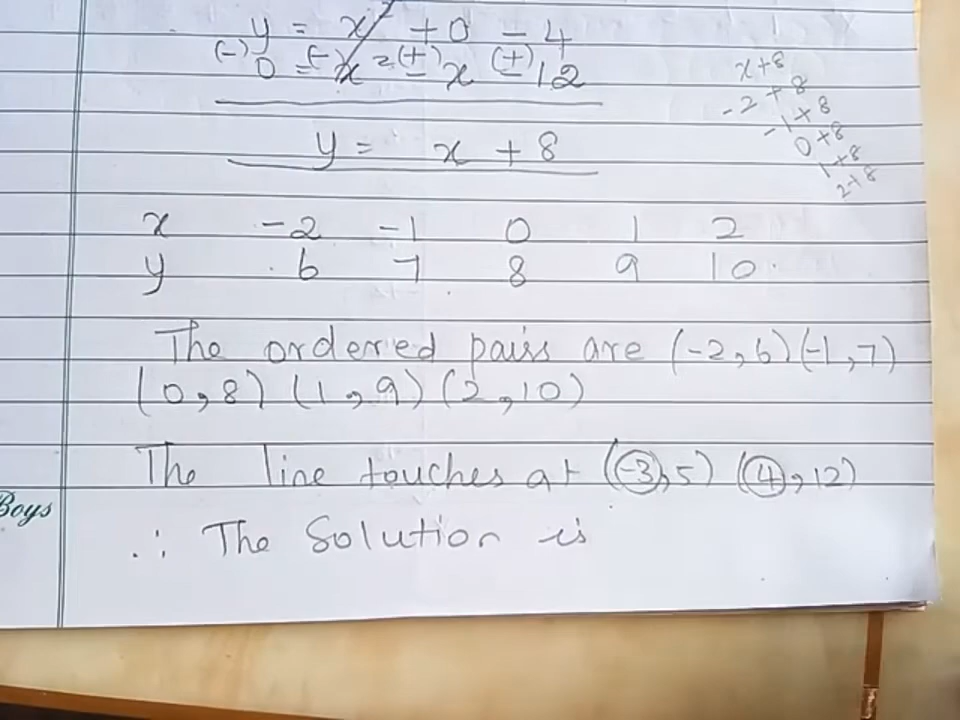 y = x² + 0 - 4
(-) 0 = (-) x² (+) - x (+) - 12
y = x + 8
x+8
-2+8
-1+8
0+8
1+8
2+8
x -2 -1 0 1 2
y 6 7 8 9 10
The ordered pairs are (-2,6) (-1,7)
(0,8) (1,9) (2,10)
The line touches at (-3,5) (4,12)
∴ The Solution is
Boys